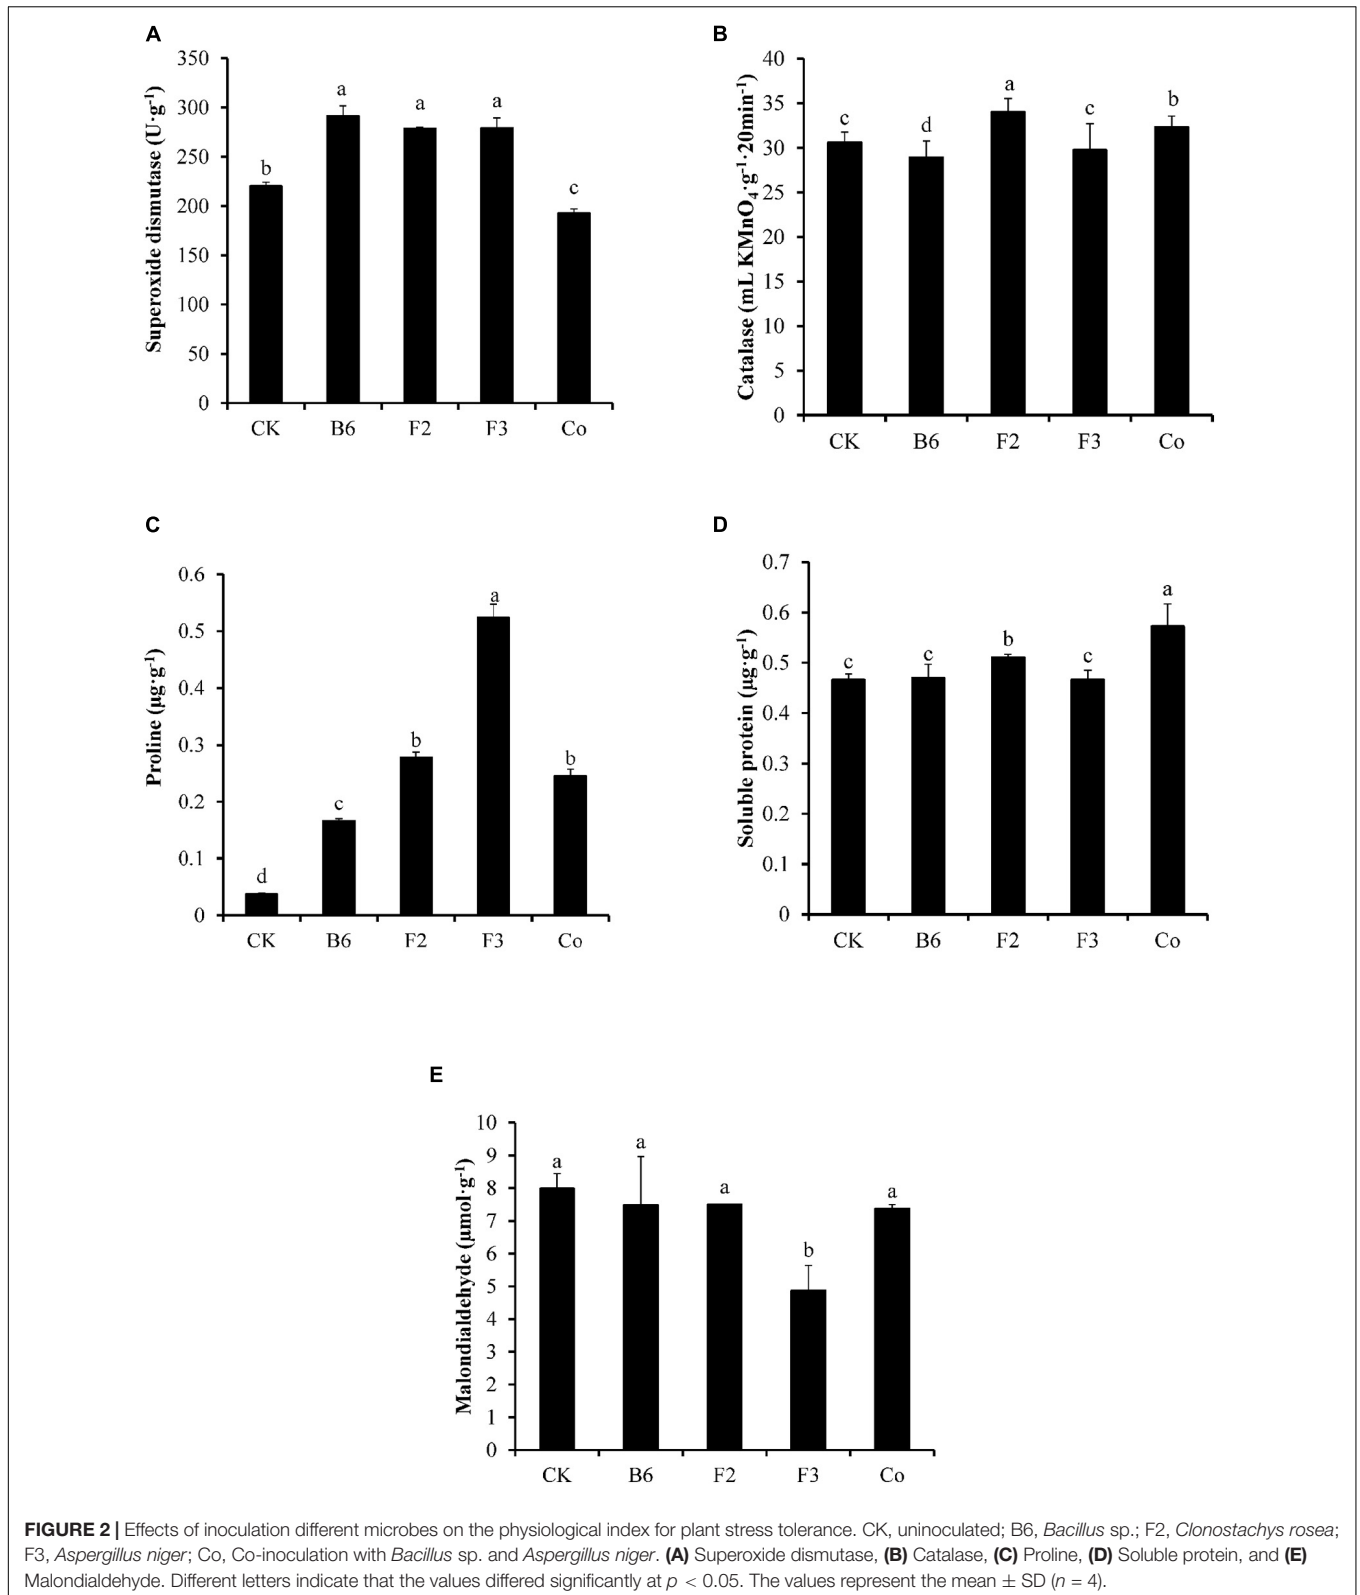 A
Superoxide dismutase (U·g⁻¹)
350
300
250
200
150
100
50
0
b
a
a
a
c
CK B6 F2 F3 Co
B
Catalase (mL KMnO₄·g⁻¹·20min⁻¹)
40
35
30
25
20
15
10
5
0
c
d
a
c
b
CK B6 F2 F3 Co
C
Proline (μg·g⁻¹)
0.6
0.5
0.4
0.3
0.2
0.1
0
d
c
b
a
b
CK B6 F2 F3 Co
D
Soluble protein (μg·g⁻¹)
0.7
0.6
0.5
0.4
0.3
0.2
0.1
0
c
c
b
c
a
CK B6 F2 F3 Co
E
Malondialdehyde (μmol·g⁻¹)
10
9
8
7
6
5
4
3
2
1
0
a
a
a
b
a
CK B6 F2 F3 Co
FIGURE 2 | Effects of inoculation different microbes on the physiological index for plant stress tolerance. CK, uninoculated; B6, Bacillus sp.; F2, Clonostachys rosea;
F3, Aspergillus niger; Co, Co-inoculation with Bacillus sp. and Aspergillus niger. (A) Superoxide dismutase, (B) Catalase, (C) Proline, (D) Soluble protein, and (E)
Malondialdehyde. Different letters indicate that the values differed significantly at p < 0.05. The values represent the mean ± SD (n = 4).